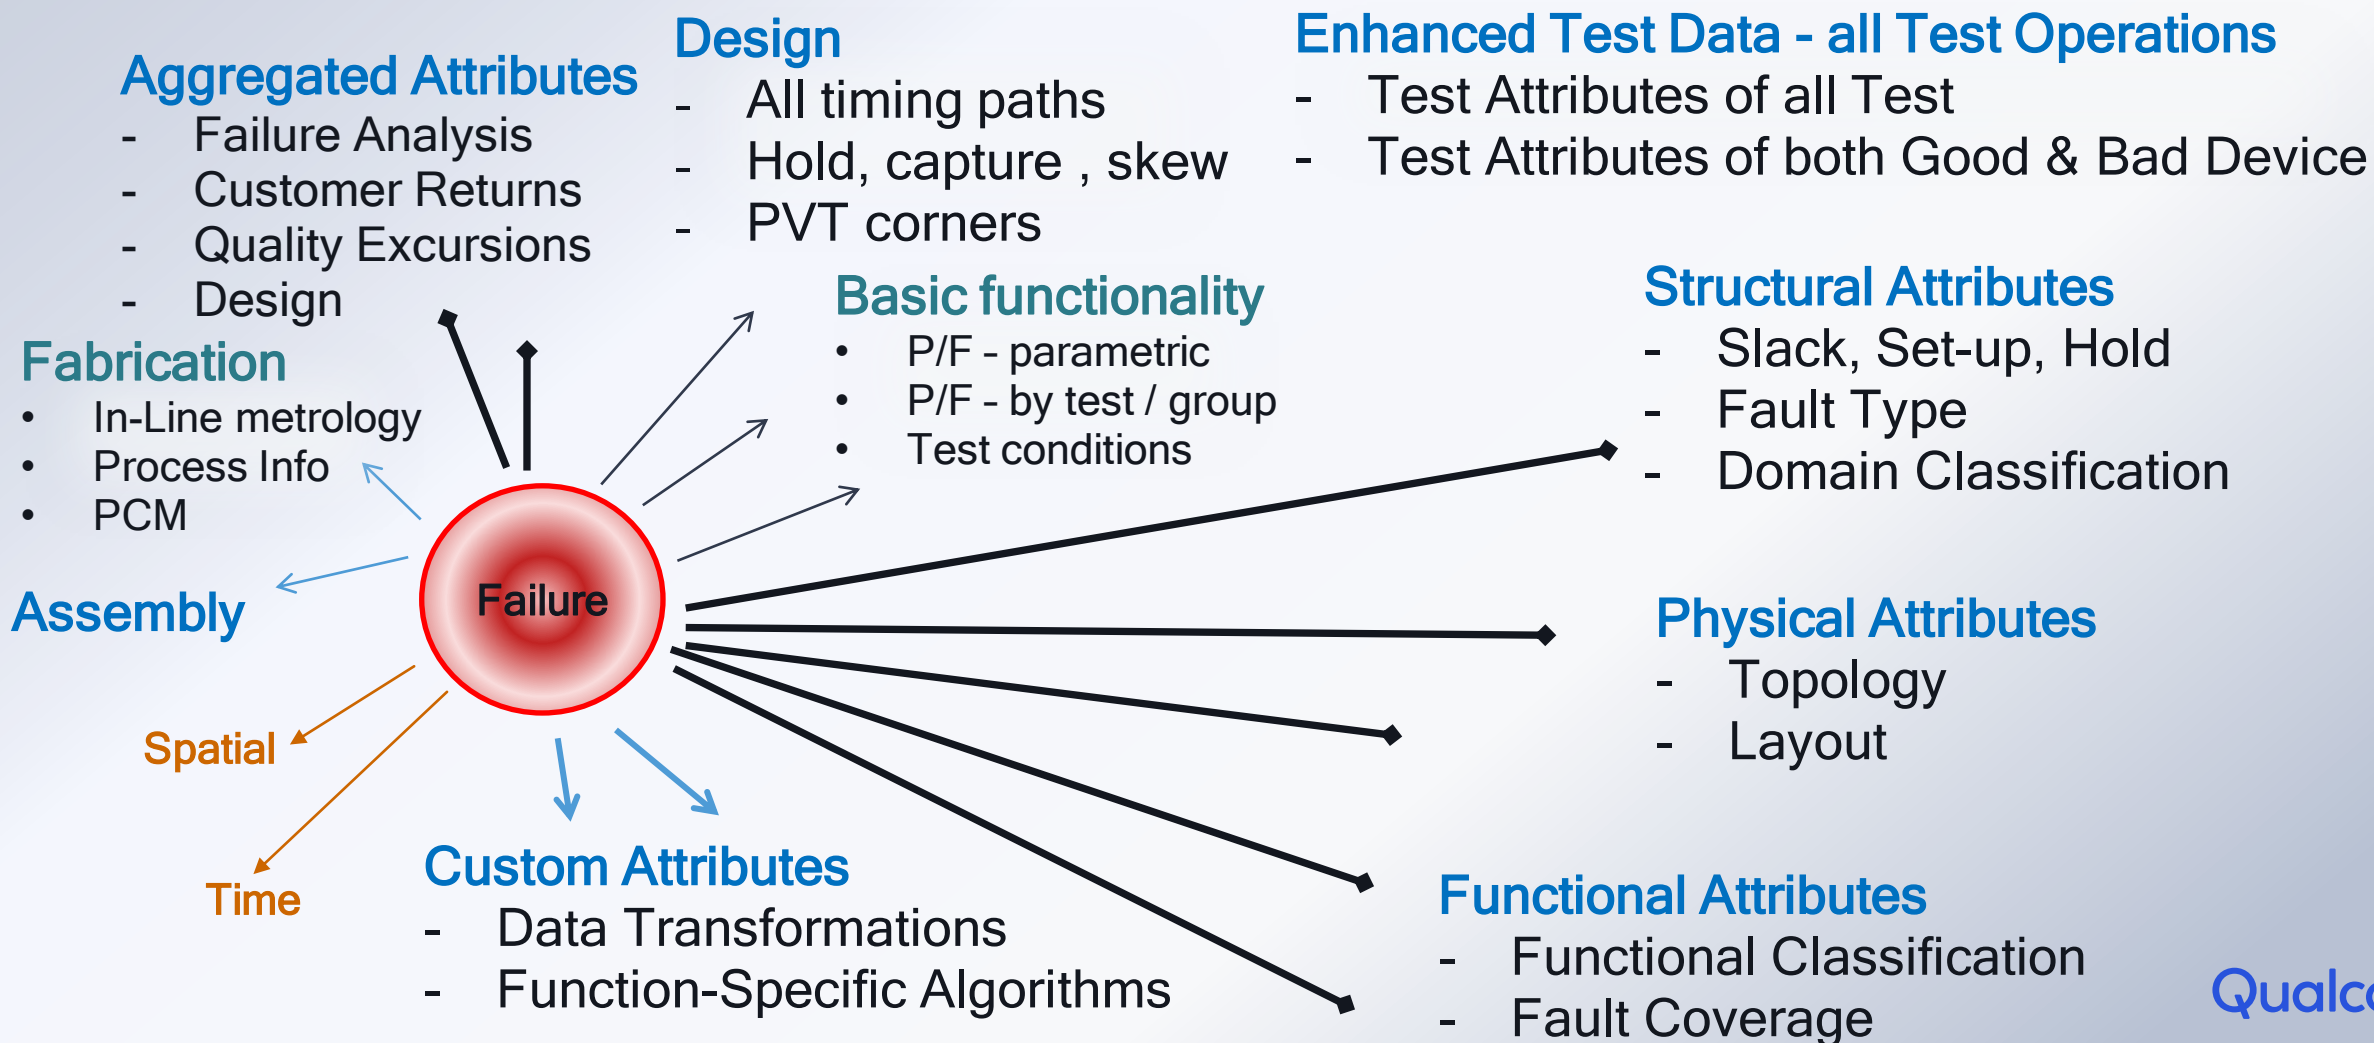 Aggregated Attributes
- Failure Analysis
- Customer Returns
- Quality Excursions
- Design
Design
- All timing paths
- Hold, capture , skew
- PVT corners
Enhanced Test Data - all Test Operations
- Test Attributes of all Test
- Test Attributes of both Good & Bad Device
Fabrication
• In-Line metrology
• Process Info
• PCM
Basic functionality
• P/F - parametric
• P/F - by test / group
• Test conditions
Structural Attributes
- Slack, Set-up, Hold
- Fault Type
- Domain Classification
Assembly
Failure
Physical Attributes
- Topology
- Layout
Spatial
Time
Custom Attributes
- Data Transformations
- Function-Specific Algorithms
Functional Attributes
- Functional Classification
- Fault Coverage